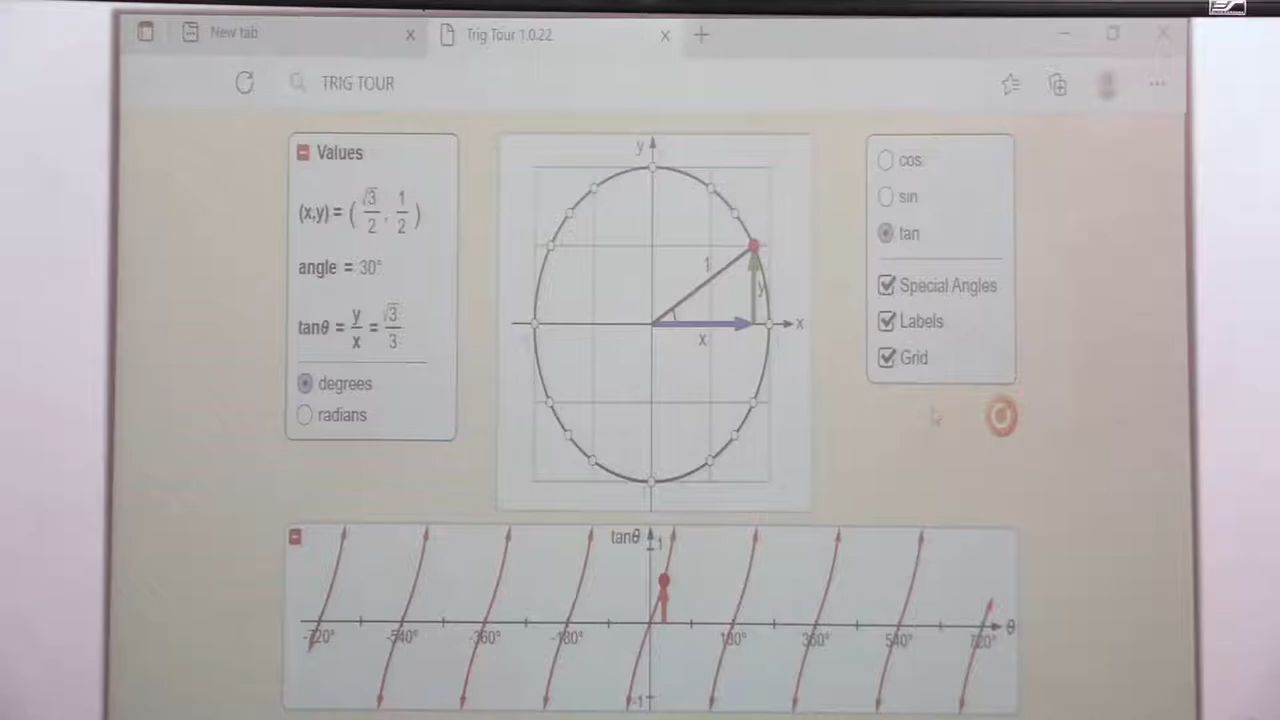 New tab
Trig Tour 1.0.22
TRIG TOUR
Values
(x,y) = ( √3/2 , 1/2 )
angle = 30°
tanθ = y/x = √3/3
degrees
radians
y
1
y
x
x
cos
sin
tan
Special Angles
Labels
Grid
tanθ
1
-720° -540° -360° -180° 180° 360° 540° 720° θ
-1